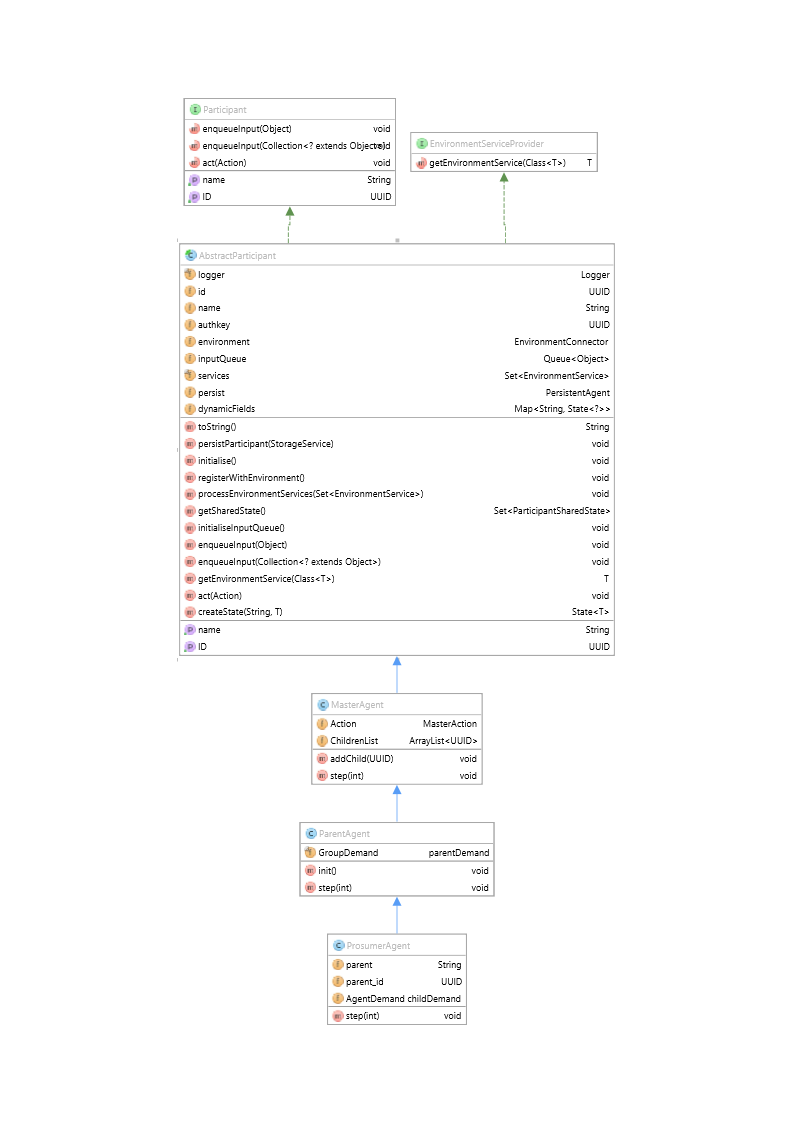 Participant
enqueueInput(Object) void
enqueueInput(Collection<? extends Object>) void
act(Action) void
name String
ID UUID
EnvironmentServiceProvider
getEnvironmentService(Class<T>) T
AbstractParticipant
logger Logger
id UUID
name String
authkey UUID
environment EnvironmentConnector
inputQueue Queue<Object>
services Set<EnvironmentService>
persist PersistentAgent
dynamicFields Map<String, State<?>>
toString() String
persistParticipant(StorageService) void
initialise() void
registerWithEnvironment() void
processEnvironmentServices(Set<EnvironmentService>) void
getSharedState() Set<ParticipantSharedState>
initialiseInputQueue() void
enqueueInput(Object) void
enqueueInput(Collection<? extends Object>) void
getEnvironmentService(Class<T>) T
act(Action) void
createState(String, T) State<T>
name String
ID UUID
MasterAgent
Action MasterAction
ChildrenList ArrayList<UUID>
addChild(UUID) void
step(int) void
ParentAgent
GroupDemand parentDemand
init() void
step(int) void
ProsumerAgent
parent String
parent_id UUID
AgentDemand childDemand
step(int) void